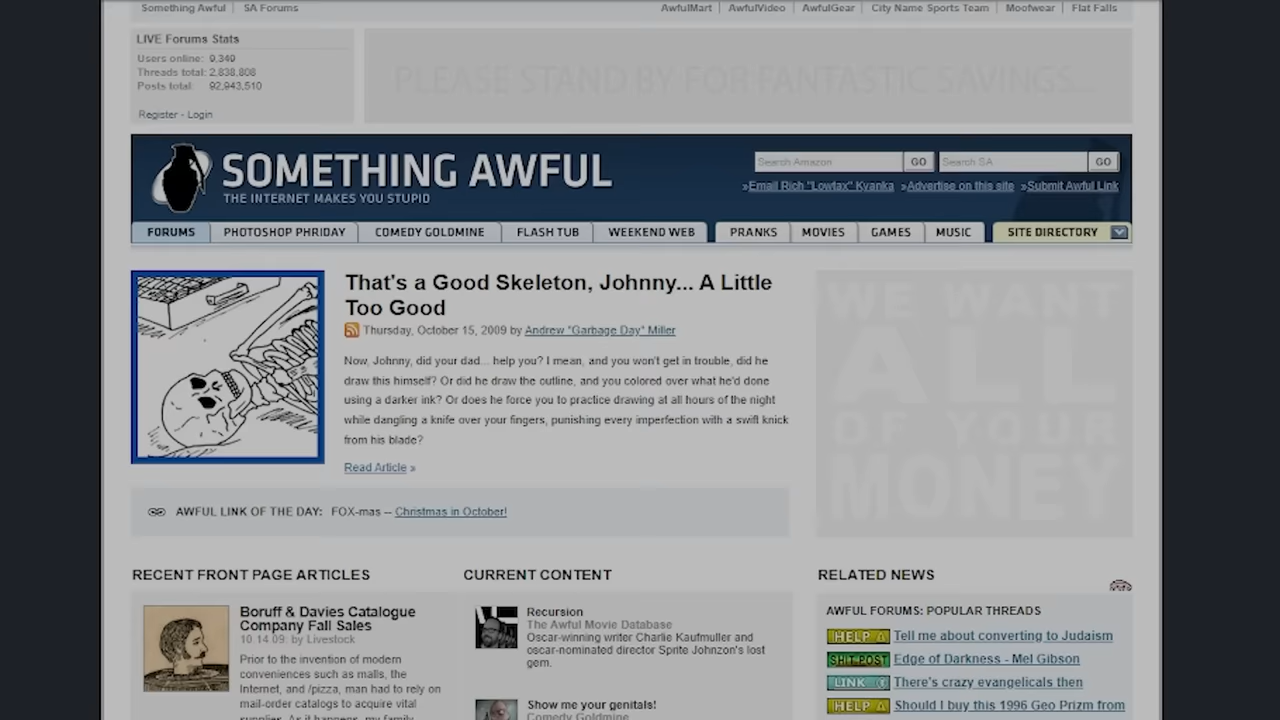 Something Awful | SA Forums
AwfulMart | AwfulVideo | AwfulGear | City Name Sports Team | Moofwear | Flat Falls
LIVE Forums Stats
Users online: 9,349
Threads total: 2,838,808
Posts total: 92,943,510
Register - Login
PLEASE STAND BY FOR FANTASTIC SAVINGS...
SOMETHING AWFUL
THE INTERNET MAKES YOU STUPID
Search Amazon GO Search SA GO
»Email Rich "Lowtax" Kyanka »Advertise on this site »Submit Awful Link
FORUMS PHOTOSHOP PHRIDAY COMEDY GOLDMINE FLASH TUB WEEKEND WEB PRANKS MOVIES GAMES MUSIC SITE DIRECTORY
That's a Good Skeleton, Johnny... A Little
Too Good
Thursday, October 15, 2009 by Andrew "Garbage Day" Miller
Now, Johnny, did your dad... help you? I mean, and you won't get in trouble, did he
draw this himself? Or did he draw the outline, and you colored over what he'd done
using a darker ink? Or does he force you to practice drawing at all hours of the night
while dangling a knife over your fingers, punishing every imperfection with a swift knick
from his blade?
Read Article »
WE WANT
ALL
OF YOUR
MONEY
AWFUL LINK OF THE DAY: FOX-mas -- Christmas in October!
RECENT FRONT PAGE ARTICLES
Boruff & Davies Catalogue
Company Fall Sales
10.14.09: by Livestock
Prior to the invention of modern
conveniences such as malls, the
Internet, and /pizza, man had to rely on
mail-order catalogs to acquire vital
supplies. As it happens, my family
CURRENT CONTENT
Recursion
The Awful Movie Database
Oscar-winning writer Charlie Kaufmuller and
oscar-nominated director Sprite Johnzon's lost
gem.
Show me your genitals!
Comedy Goldmine
RELATED NEWS
AWFUL FORUMS: POPULAR THREADS
HELP Tell me about converting to Judaism
SHIT POST Edge of Darkness - Mel Gibson
LINK There's crazy evangelicals then
HELP Should I buy this 1996 Geo Prizm from